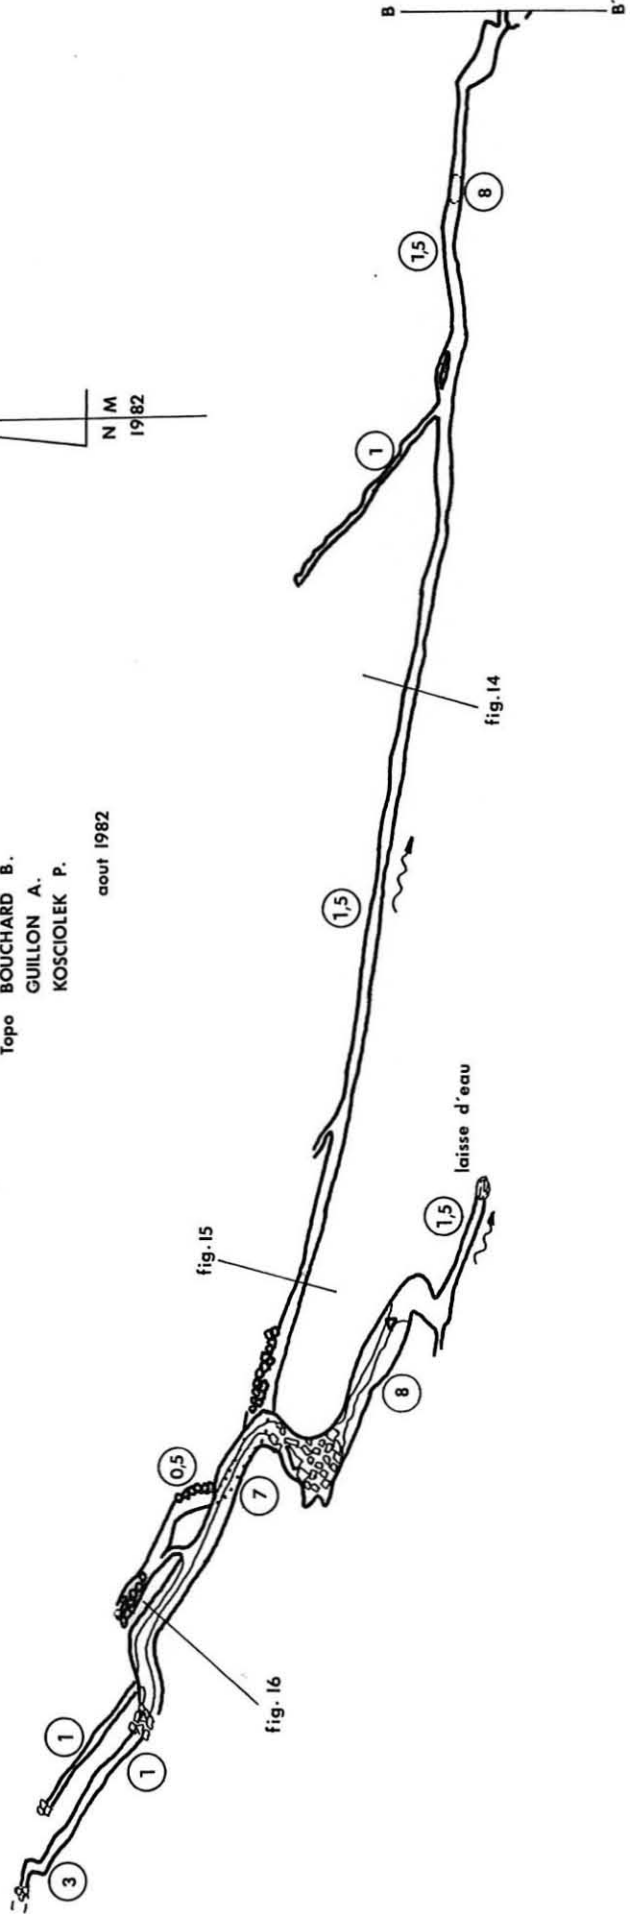 B
B'
8
1,5
N M
1982
1
fig.14
Topo BOUCHARD B.
GUILLON A.
KOSCIOLEK P.
aout 1982
1,5
laisse d'eau
1,5
fig.15
8
0,5
7
fig.16
1
1
3